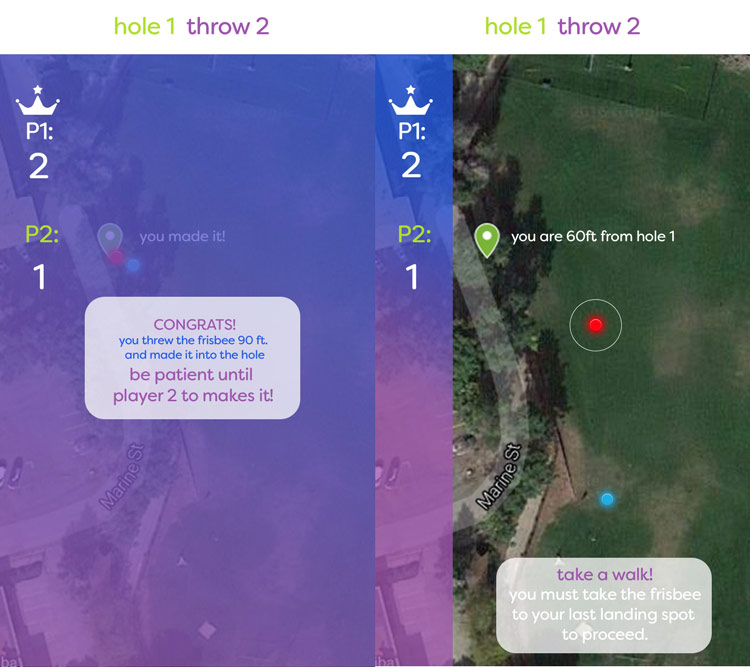 hole 1 throw 2
P1:
2
P2:
1
you made it!
CONGRATS!
you threw the frisbee 90 ft.
and made it into the hole
be patient until
player 2 to makes it!
Marine St
hole 1 throw 2
P1:
2
P2:
1
you are 60ft from hole 1
Marine St
take a walk!
you must take the frisbee
to your last landing spot
to proceed.